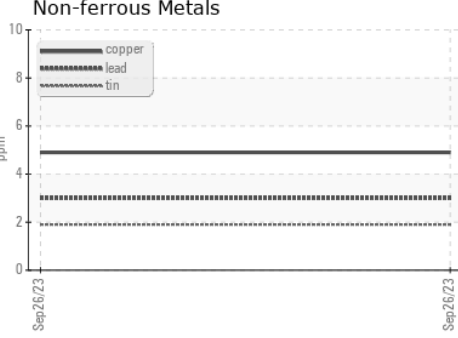 Non-ferrous Metals
10
copper
lead
tin
8
6
ppm
4
2
0
Sep26/23
Sep26/23